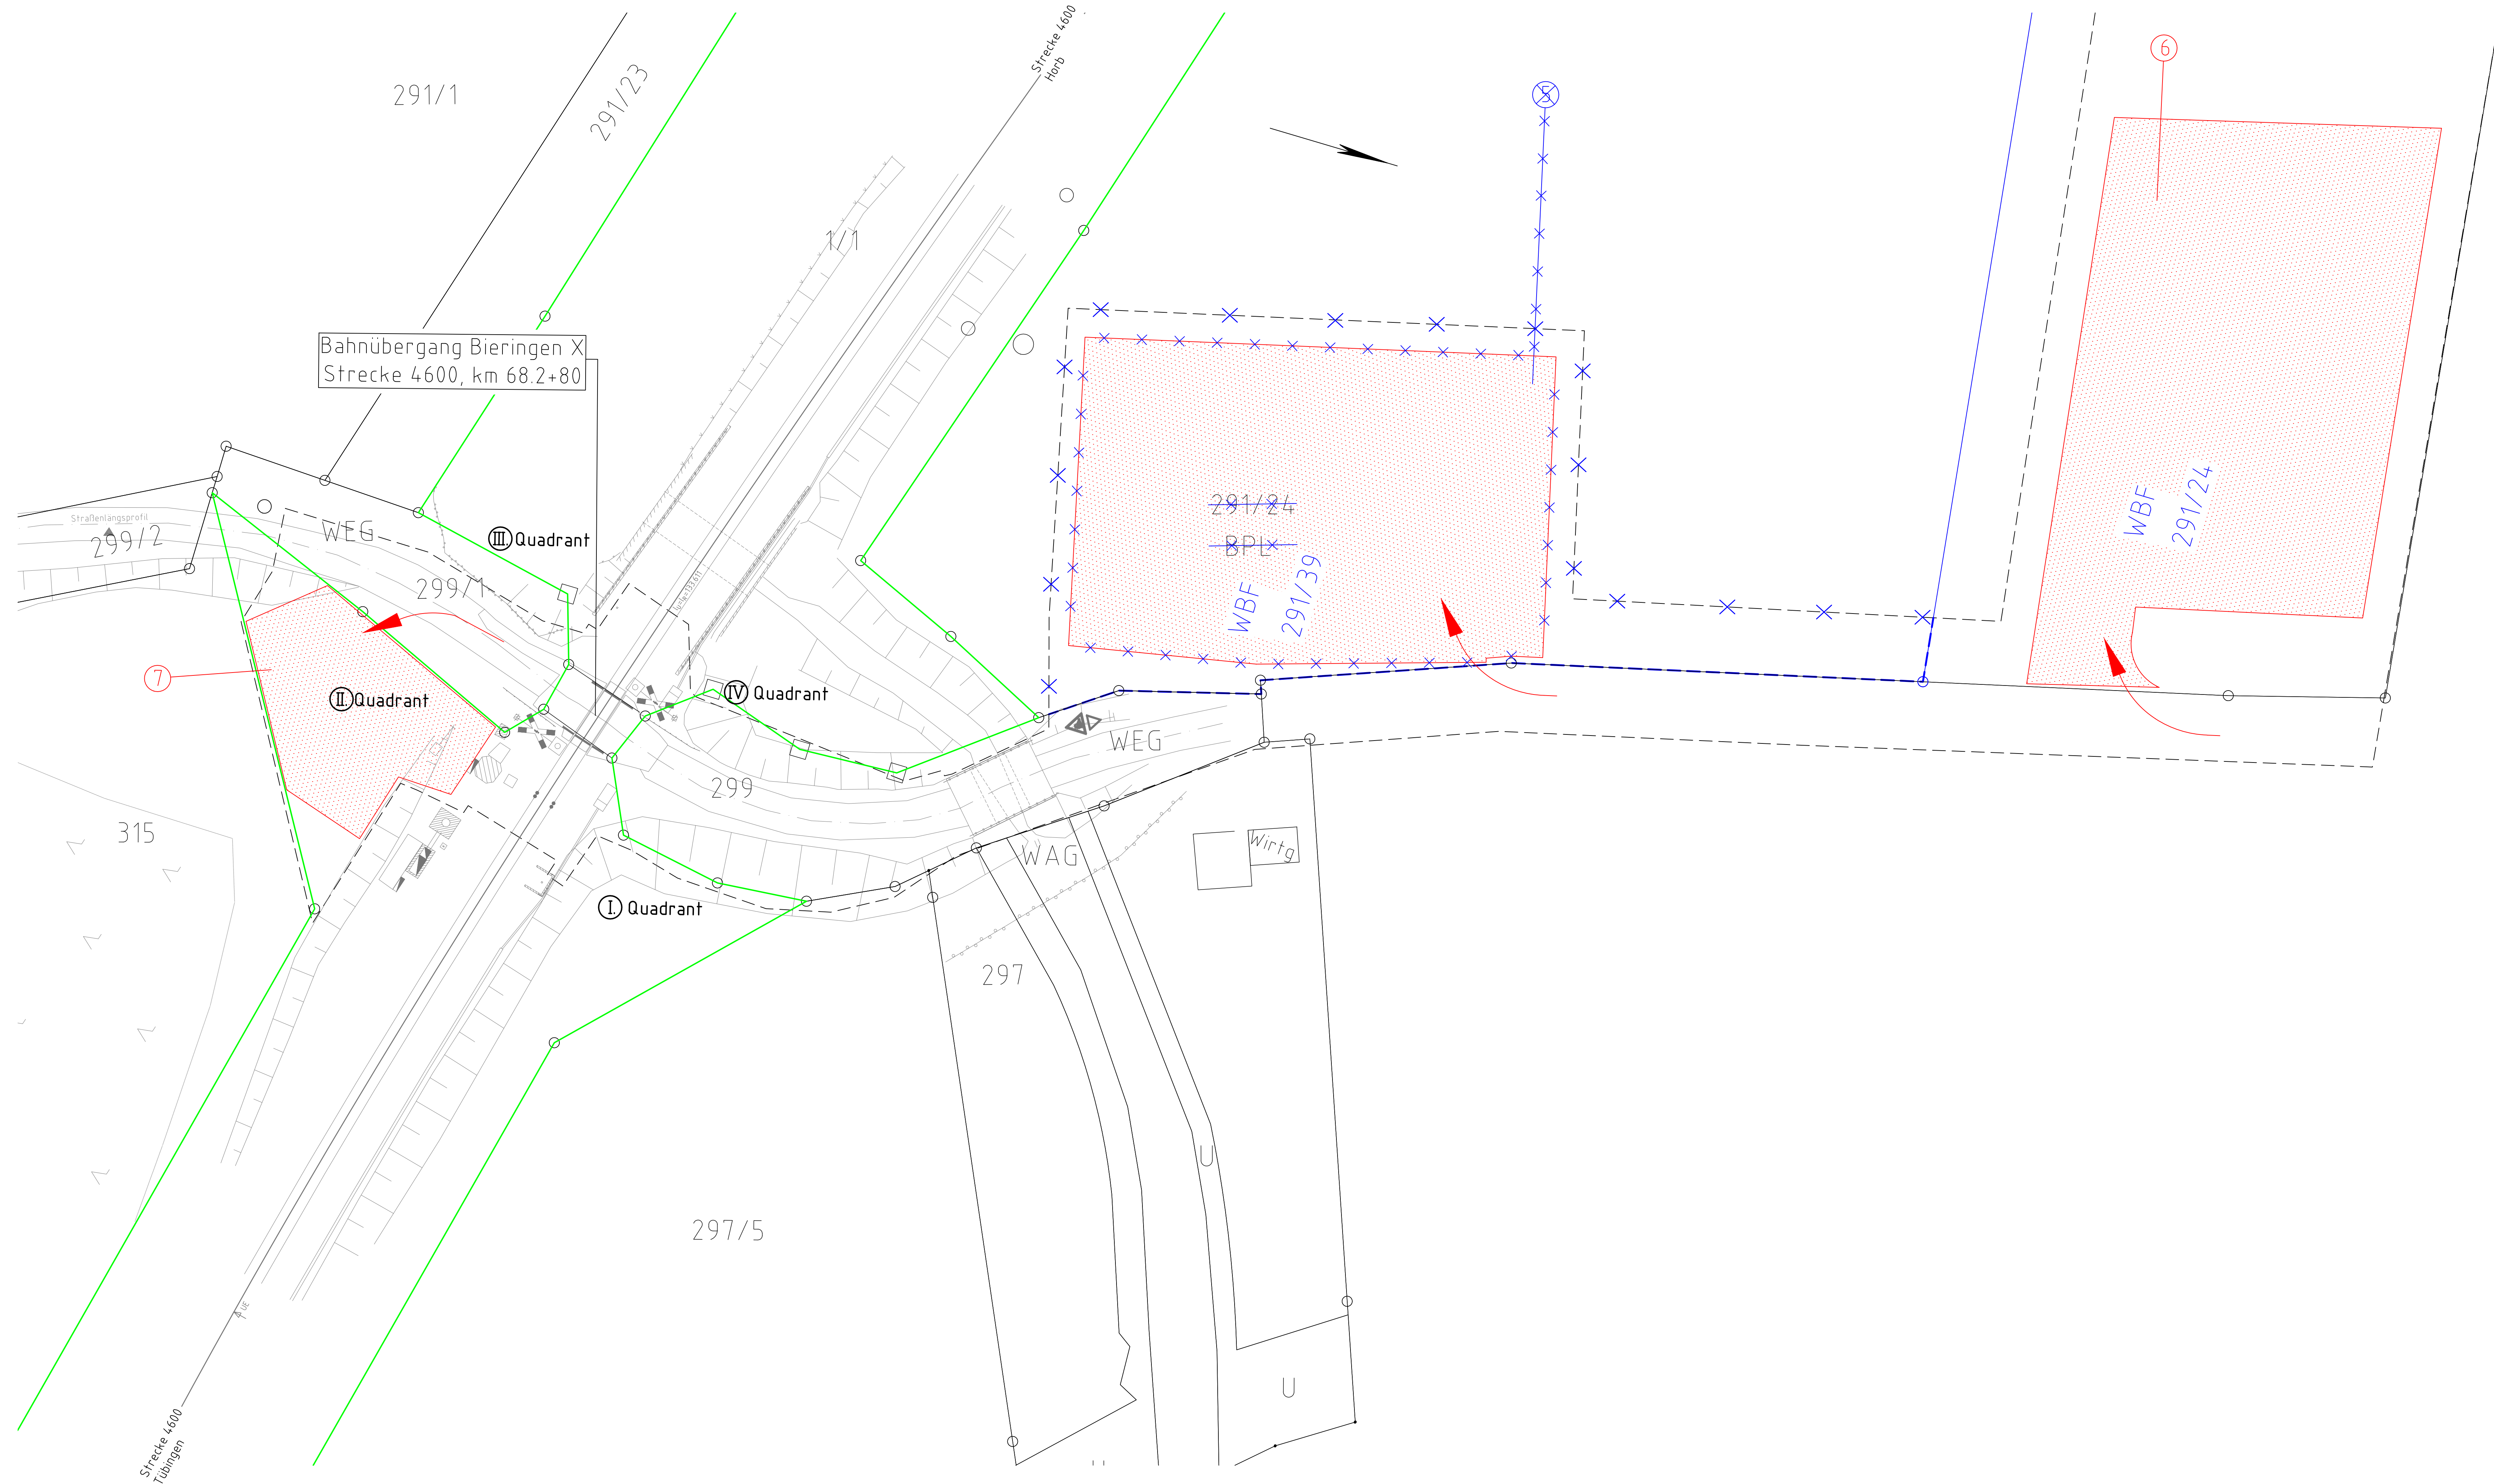 Strecke 4600
Horb
6
5
291/1
291/23
1/1
Bahnübergang Bieringen X
Strecke 4600, km 68.2+80
291/24
BPL
WBF
291/39
WBF
291/24
Straßenlängsprofil
299/2
WEG
III. Quadrant
299/1
7
II. Quadrant
IV Quadrant
WEG
299
315
WAG
Wirtg
I. Quadrant
297
U
297/5
UE
U
Strecke 4600
Tübingen